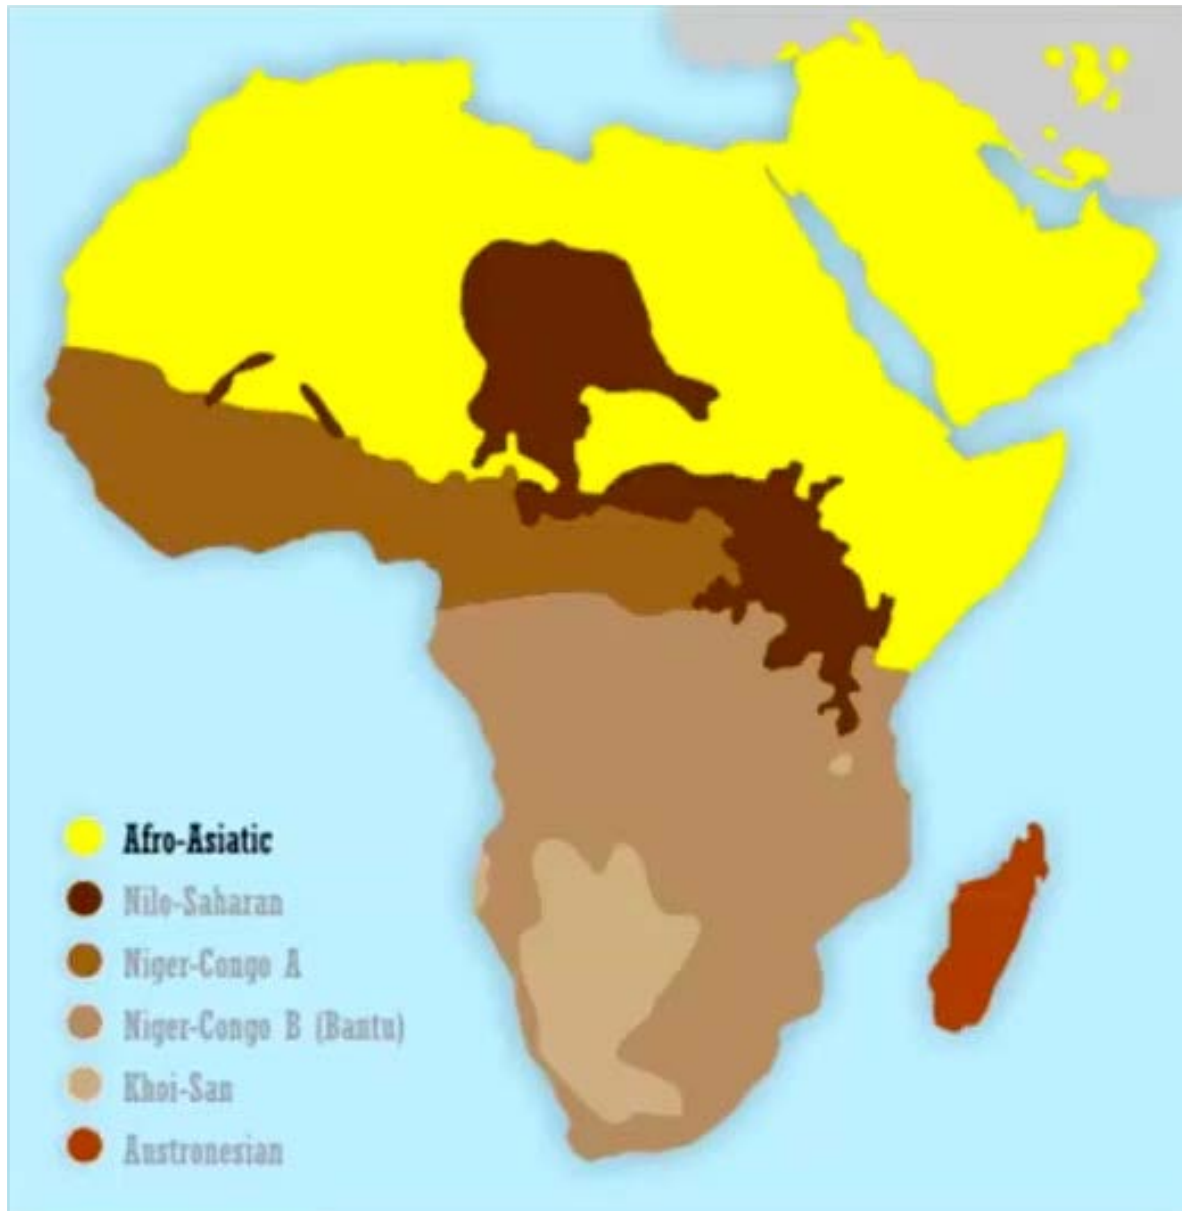 Afro-Asiatic
Nilo-Saharan
Niger-Congo A
Niger-Congo B (Bantu)
Khoi-San
Austronesian